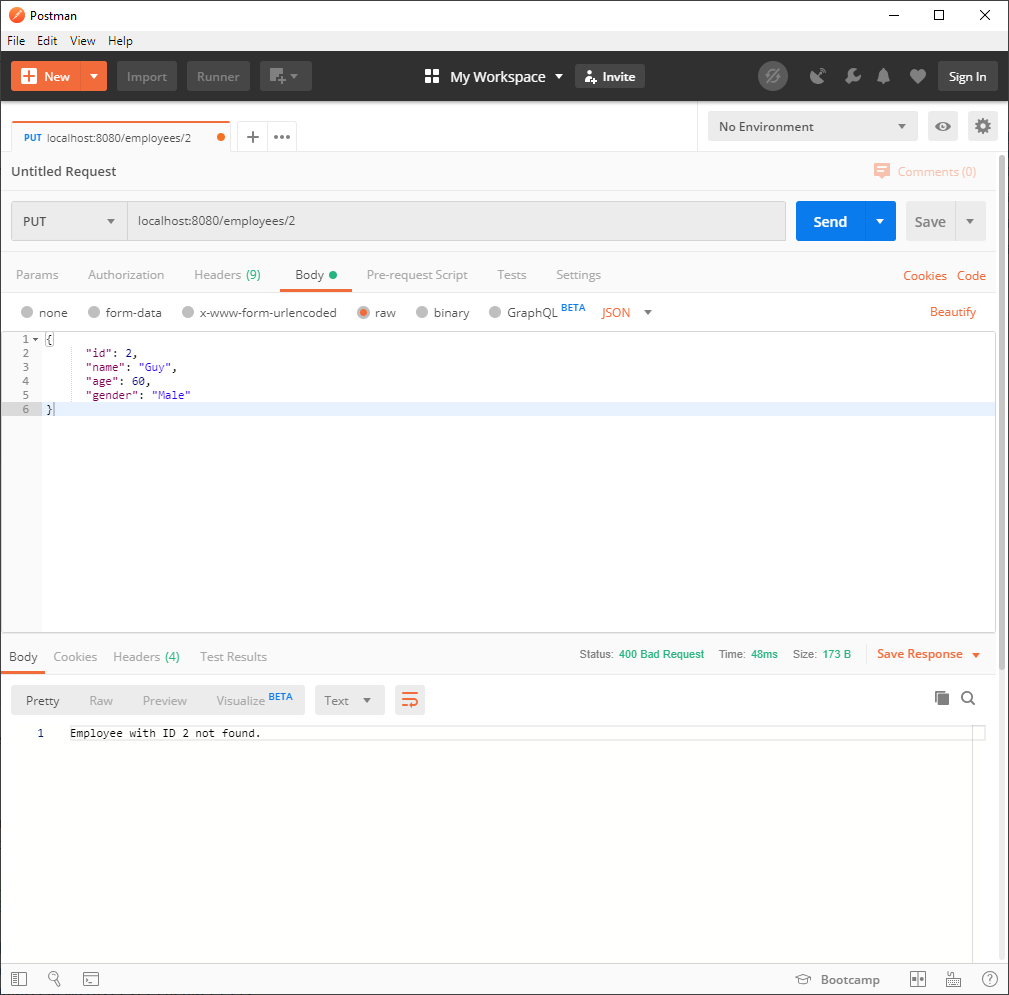 Postman
File Edit View Help
New Import Runner My Workspace Invite Sign In
PUT localhost:8080/employees/2 No Environment
Untitled Request Comments (0)
PUT localhost:8080/employees/2 Send Save
Params Authorization Headers (9) Body Pre-request Script Tests Settings Cookies Code
none form-data x-www-form-urlencoded raw binary GraphQL BETA JSON Beautify
1 {
2 "id": 2,
3 "name": "Guy",
4 "age": 60,
5 "gender": "Male"
6 }
Body Cookies Headers (4) Test Results Status: 400 Bad Request Time: 48ms Size: 173 B Save Response
Pretty Raw Preview Visualize BETA Text
1 Employee with ID 2 not found.
Bootcamp